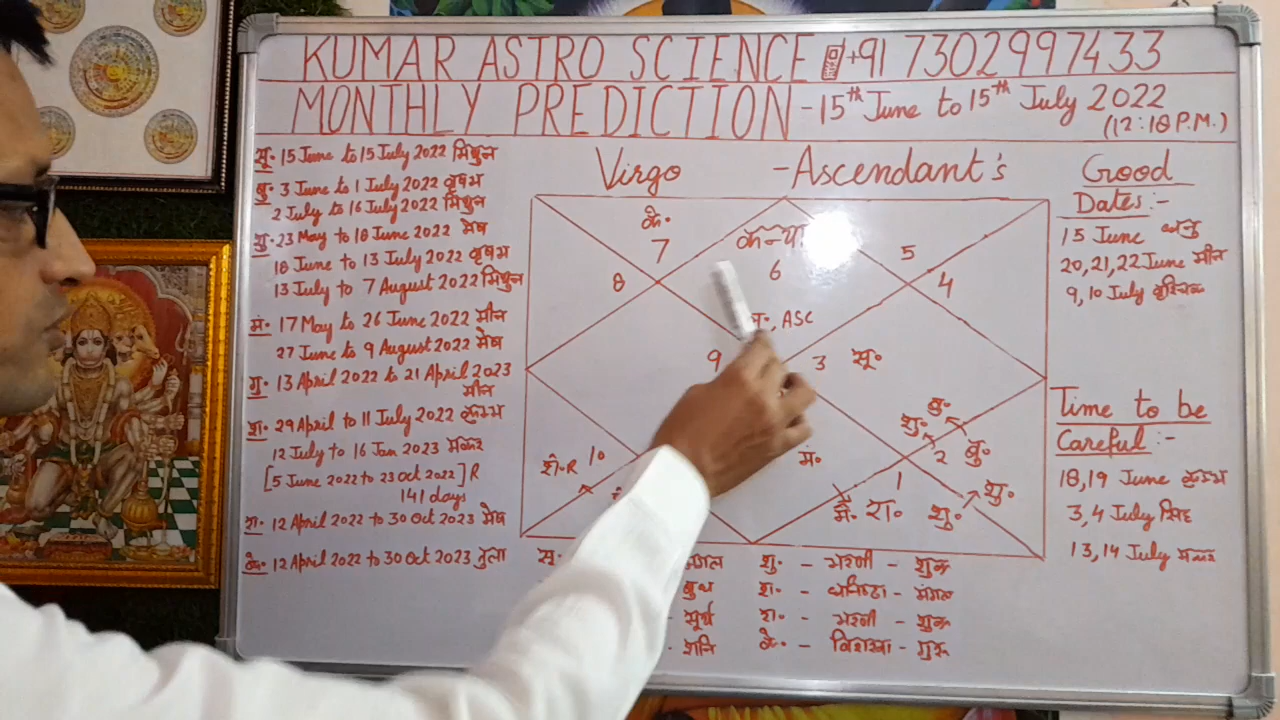 KUMAR ASTRO SCIENCE +91 7302997433
MONTHLY PREDICTION - 15th June to 15th July 2022
(12:18 P.M.)
Virgo - Ascendant's
सू॰ 15 June to 15 July 2022 मिथुन
बु॰ 3 June to 1 July 2022 वृषभ
2 July to 16 July 2022 मिथुन
शु॰ 23 May to 18 June 2022 मेष
18 June to 13 July 2022 वृषभ
13 July to 7 August 2022 मिथुन
मं॰ 17 May to 26 June 2022 मीन
27 June to 9 August 2022 मेष
गु॰ 13 April 2022 to 21 April 2023
मीन
श॰ 29 April to 11 July 2022 कुम्भ
12 July to 16 Jan 2023 मकर
[5 June 2022 to 23 Oct 2022] R
141 days
रा॰ 12 April 2022 to 30 Oct 2023 मेष
के॰ 12 April 2022 to 30 Oct 2023 तुला
के॰
7
कन्या
6
5
8
4
ASC
9
3 सू॰
बु॰
शु॰
2 बु॰
श॰R 10
मं॰
1
शु॰
मं॰ रा॰ शु॰
सू॰
शु॰ - भरणी - शुक्र
बुध श॰ - धनिष्ठा - मंगल
- सूर्य रा॰ - भरणी - शुक्र
- शनि के॰ - विशाखा - गुरू
Good
Dates:-
15 June धनु
20, 21, 22 June मीन
9, 10 July वृश्चिक
Time to be
Careful:-
18, 19 June कुम्भ
3, 4 July सिंह
13, 14 July मकर